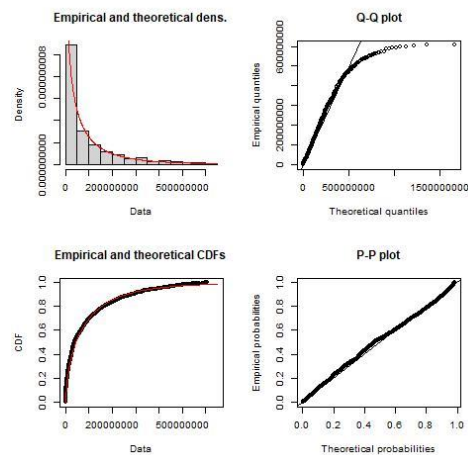 Empirical and theoretical dens.
Density
0.000000000 0.000000008
0 200000000 500000000
Data
Q-Q plot
Empirical quantiles
0 200000000 600000000
0 500000000 1500000000
Theoretical quantiles
Empirical and theoretical CDFs
CDF
0.0 0.2 0.4 0.6 0.8 1.0
0 200000000 500000000
Data
P-P plot
Empirical probabilities
0.0 0.2 0.4 0.6 0.8 1.0
0.0 0.2 0.4 0.6 0.8 1.0
Theoretical probabilities